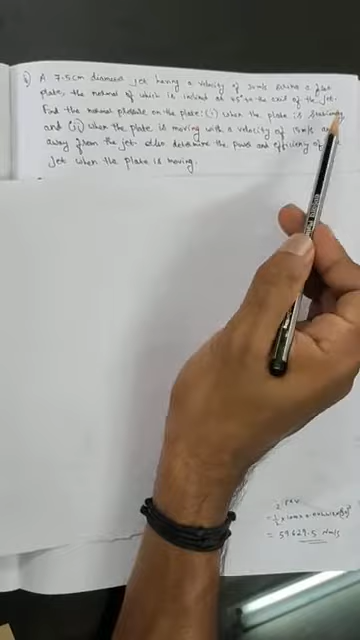 A 7.5cm diameter jet having a velocity of 30m/s strikes a flat
plate, the normal of which is inclined at 45° to the axis of the jet.
Find the normal pressure on the plate: (i) when the plate is stationary
and (ii) when the plate is moving with a velocity of 15m/s and
away from the jet. also determine the power and efficiency of
jet when the plate is moving.
= 59629.5 Nm/s